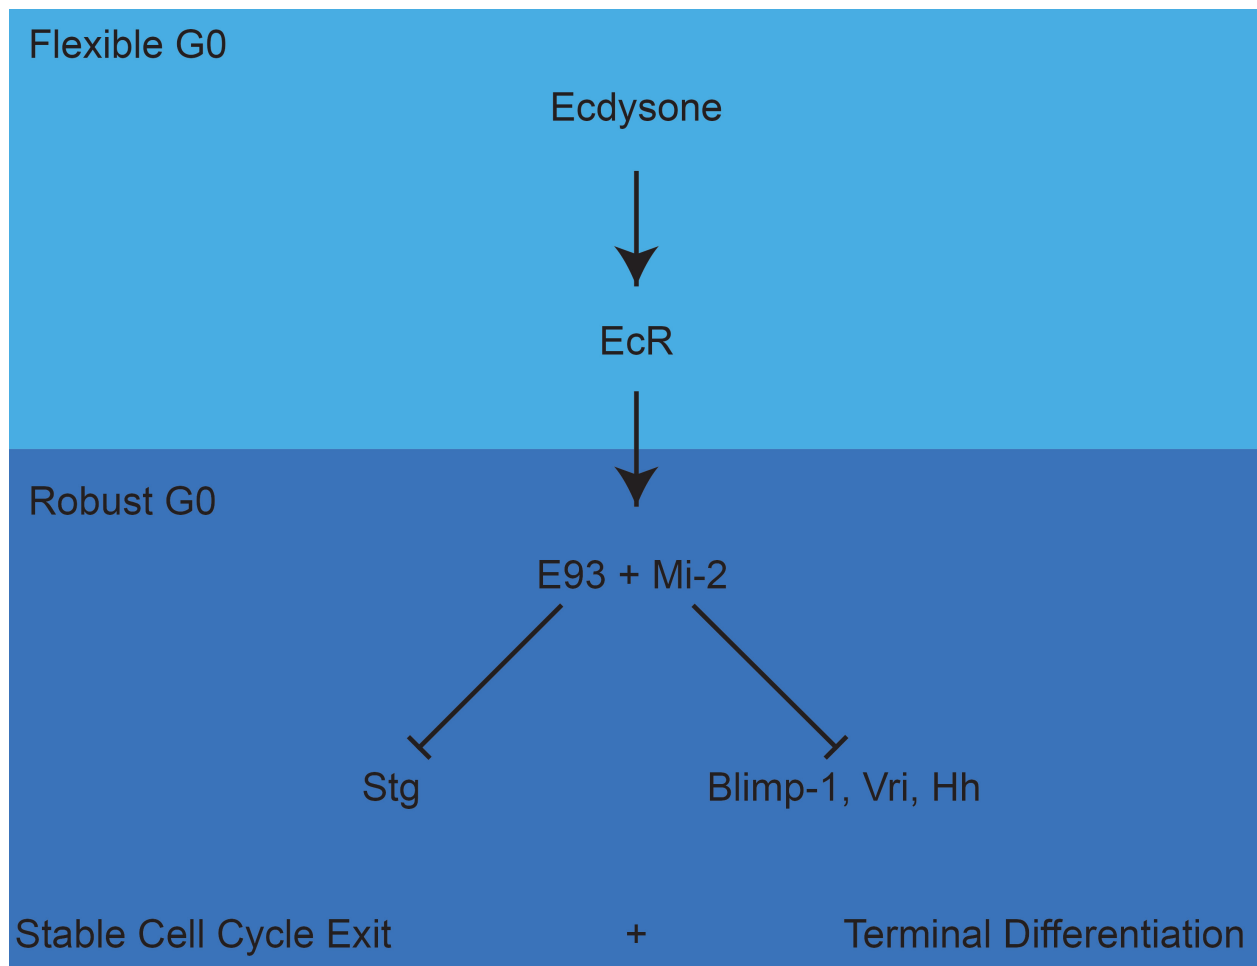 Flexible G0
Ecdysone
EcR
Robust G0
E93 + Mi-2
Stg
Blimp-1, Vri, Hh
Stable Cell Cycle Exit + Terminal Differentiation